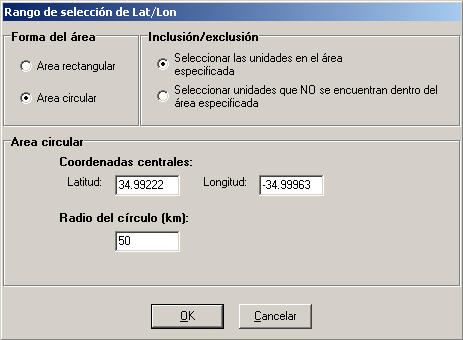 Rango de selección de Lat/Lon
Forma del área
Area rectangular
Area circular
Inclusión/exclusión
Seleccionar las unidades en el área
especificada
Seleccionar unidades que NO se encuentran dentro del
área especificada
Area circular
Coordenadas centrales:
Latitud: 34.99222 Longitud: -34.99963
Radio del círculo (km):
50
OK Cancelar